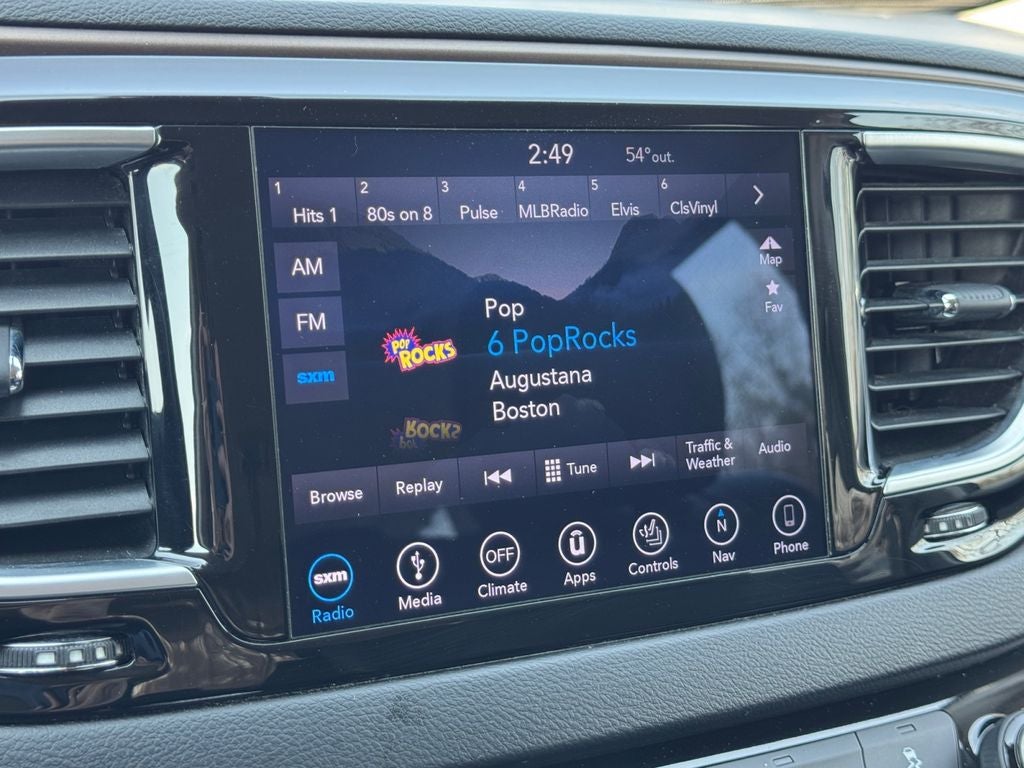 2:49 54° out.
1 2 3 4 5 6
Hits 1 80s on 8 Pulse MLBRadio Elvis ClsVinyl
AM
Map
FM
Fav
sxm
POP
ROCKS
Pop
6 PopRocks
Augustana
Boston
Browse Replay Tune Traffic & Audio
Weather
sxm OFF ū N
Radio Media Climate Apps Controls Nav Phone